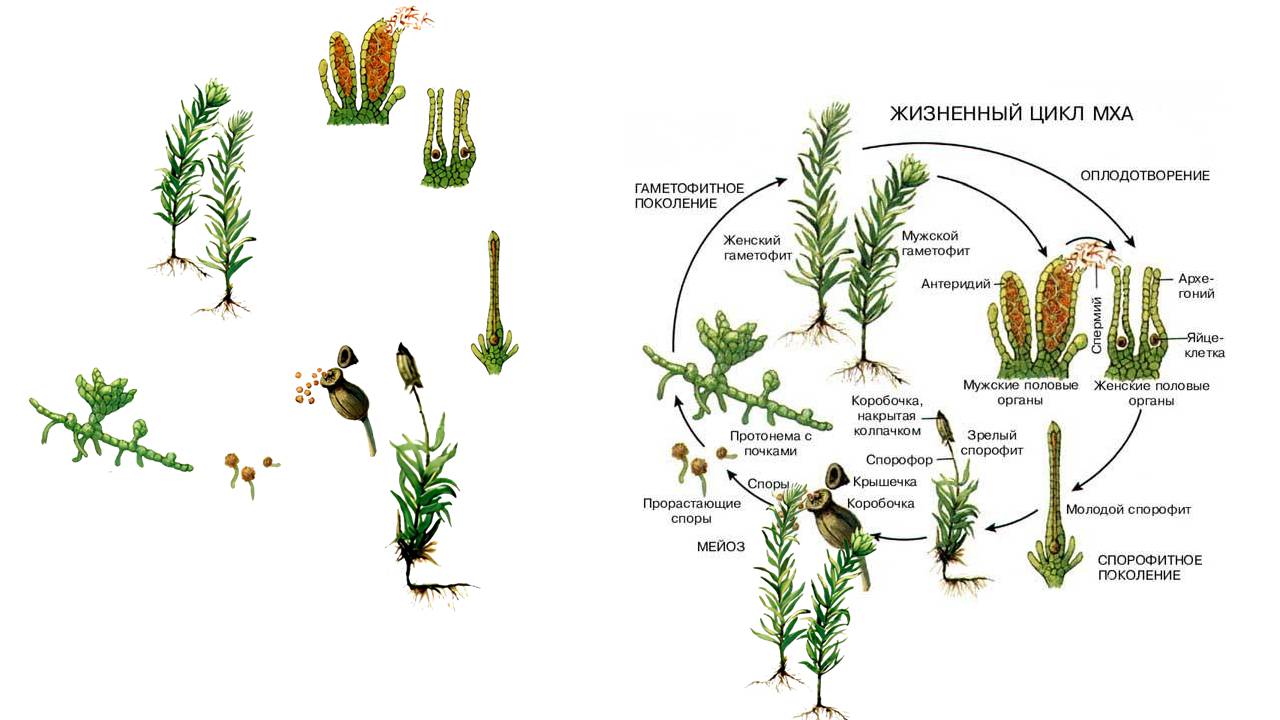 ЖИЗНЕННЫЙ ЦИКЛ МХА
ГАМЕТОФИТНОЕ
ПОКОЛЕНИЕ
ОПЛОДОТВОРЕНИЕ
Женский
гаметофит
Мужской
гаметофит
Антеридий
Спермий
Архе-
гоний
Яйце-
клетка
Мужские половые
органы
Женские половые
органы
Коробочка,
накрытая
колпачком
Зрелый
спорофит
Спорофор
Протонема с
почками
Споры
Крышечка
Коробочка
Прорастающие
споры
МЕЙОЗ
Молодой спорофит
СПОРОФИТНОЕ
ПОКОЛЕНИЕ